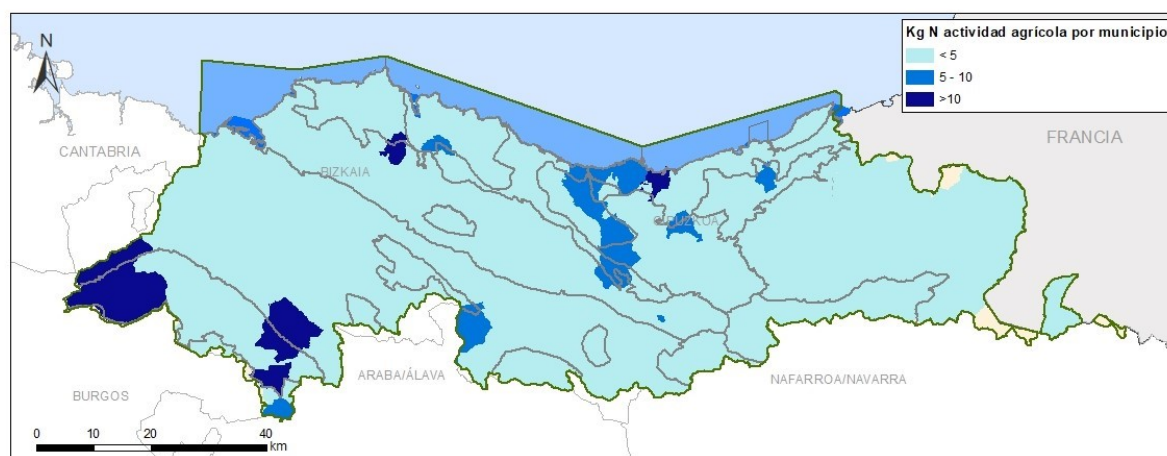 Kg N actividad agrícola por municipio
< 5
5 - 10
>10
N
FRANCIA
CANTABRIA
BIZKAIA
GIPUZKOA
ARABA/ÁLAVA
NAFARROA/NAVARRA
BURGOS
0 10 20 40
km